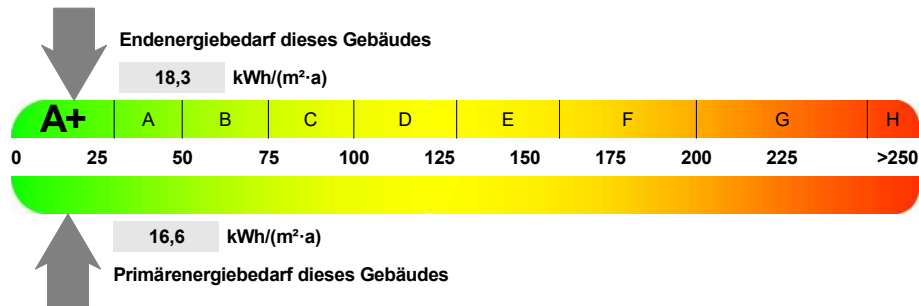 Endenergiebedarf dieses Gebäudes
18,3 kWh/(m²·a)
A+ A B C D E F G H
0 25 50 75 100 125 150 175 200 225 >250
16,6 kWh/(m²·a)
Primärenergiebedarf dieses Gebäudes